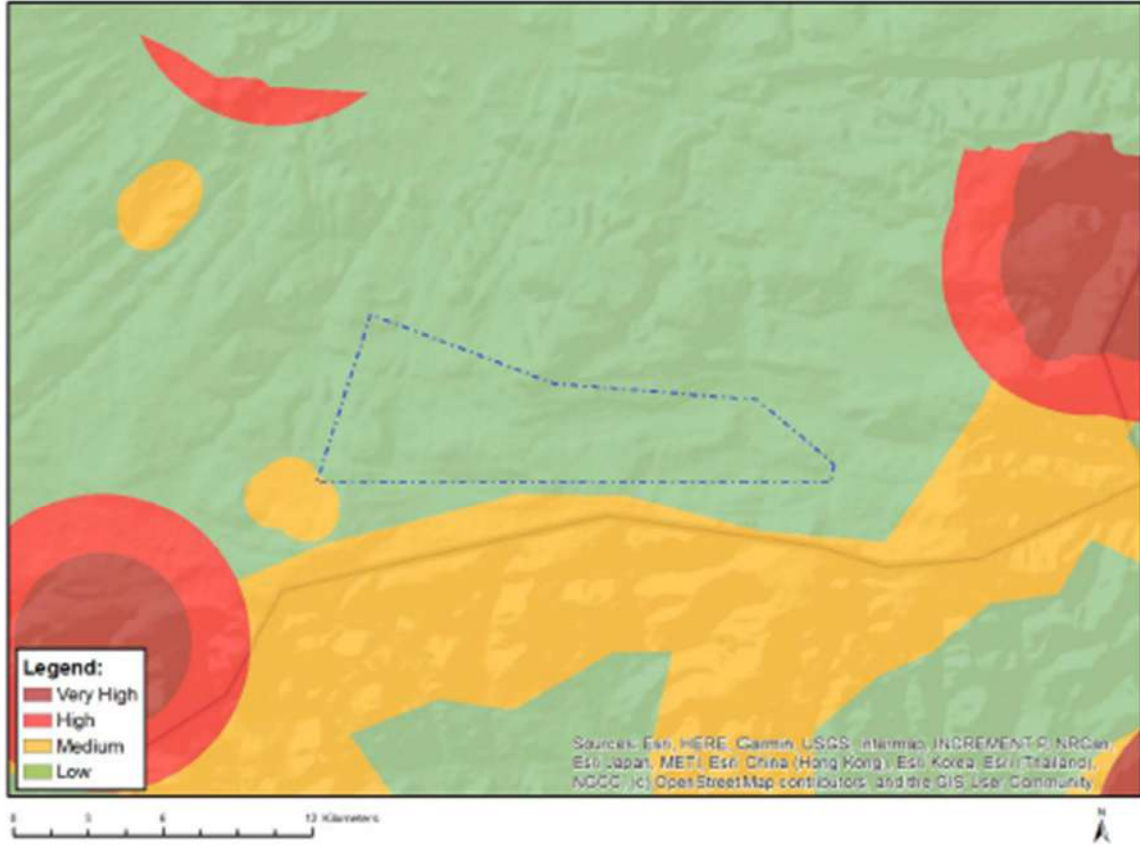 Legend:
Very High
High
Medium
Low
Sources: Esri, HERE, Garmin, USGS, Intermap, INCREMENT P, NRCan,
Esri Japan, METI, Esri China (Hong Kong), Esri Korea, Esri (Thailand),
NGCC, (c) OpenStreetMap contributors, and the GIS User Community
0 3 6 12 Kilometers
N